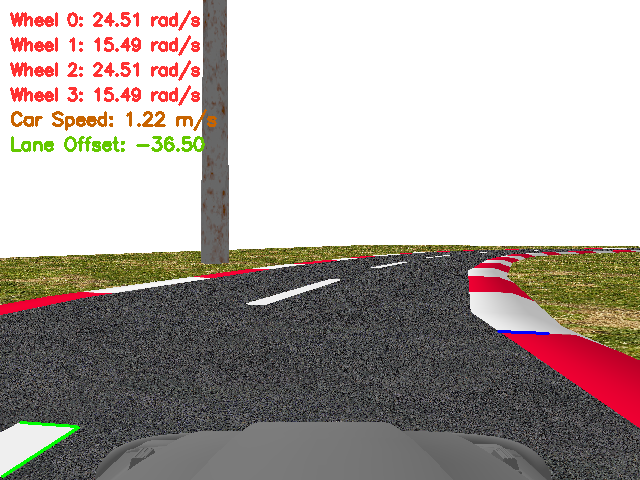 Wheel 0: 24.51 rad/s
Wheel 1: 15.49 rad/s
Wheel 2: 24.51 rad/s
Wheel 3: 15.49 rad/s
Car Speed: 1.22 m/s
Lane Offset: -36.50